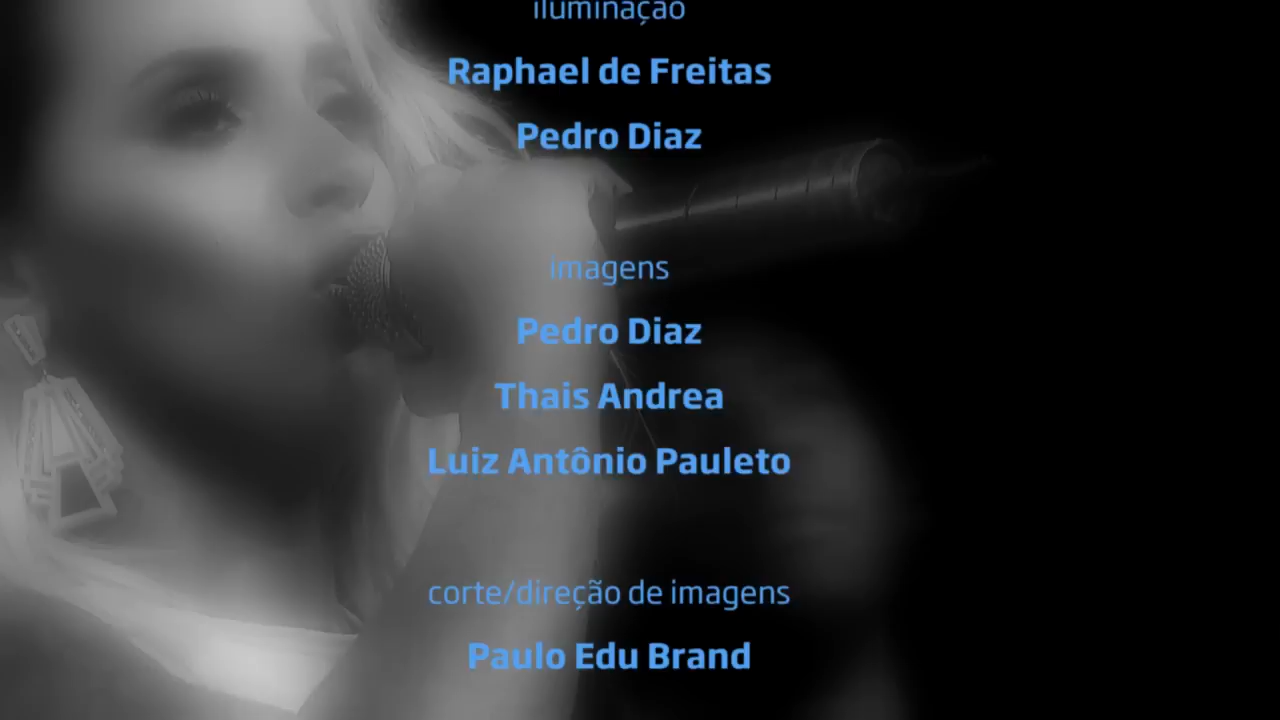 iluminação
Raphael de Freitas
Pedro Diaz
imagens
Pedro Diaz
Thais Andrea
Luiz Antônio Pauleto
corte/direção de imagens
Paulo Edu Brand